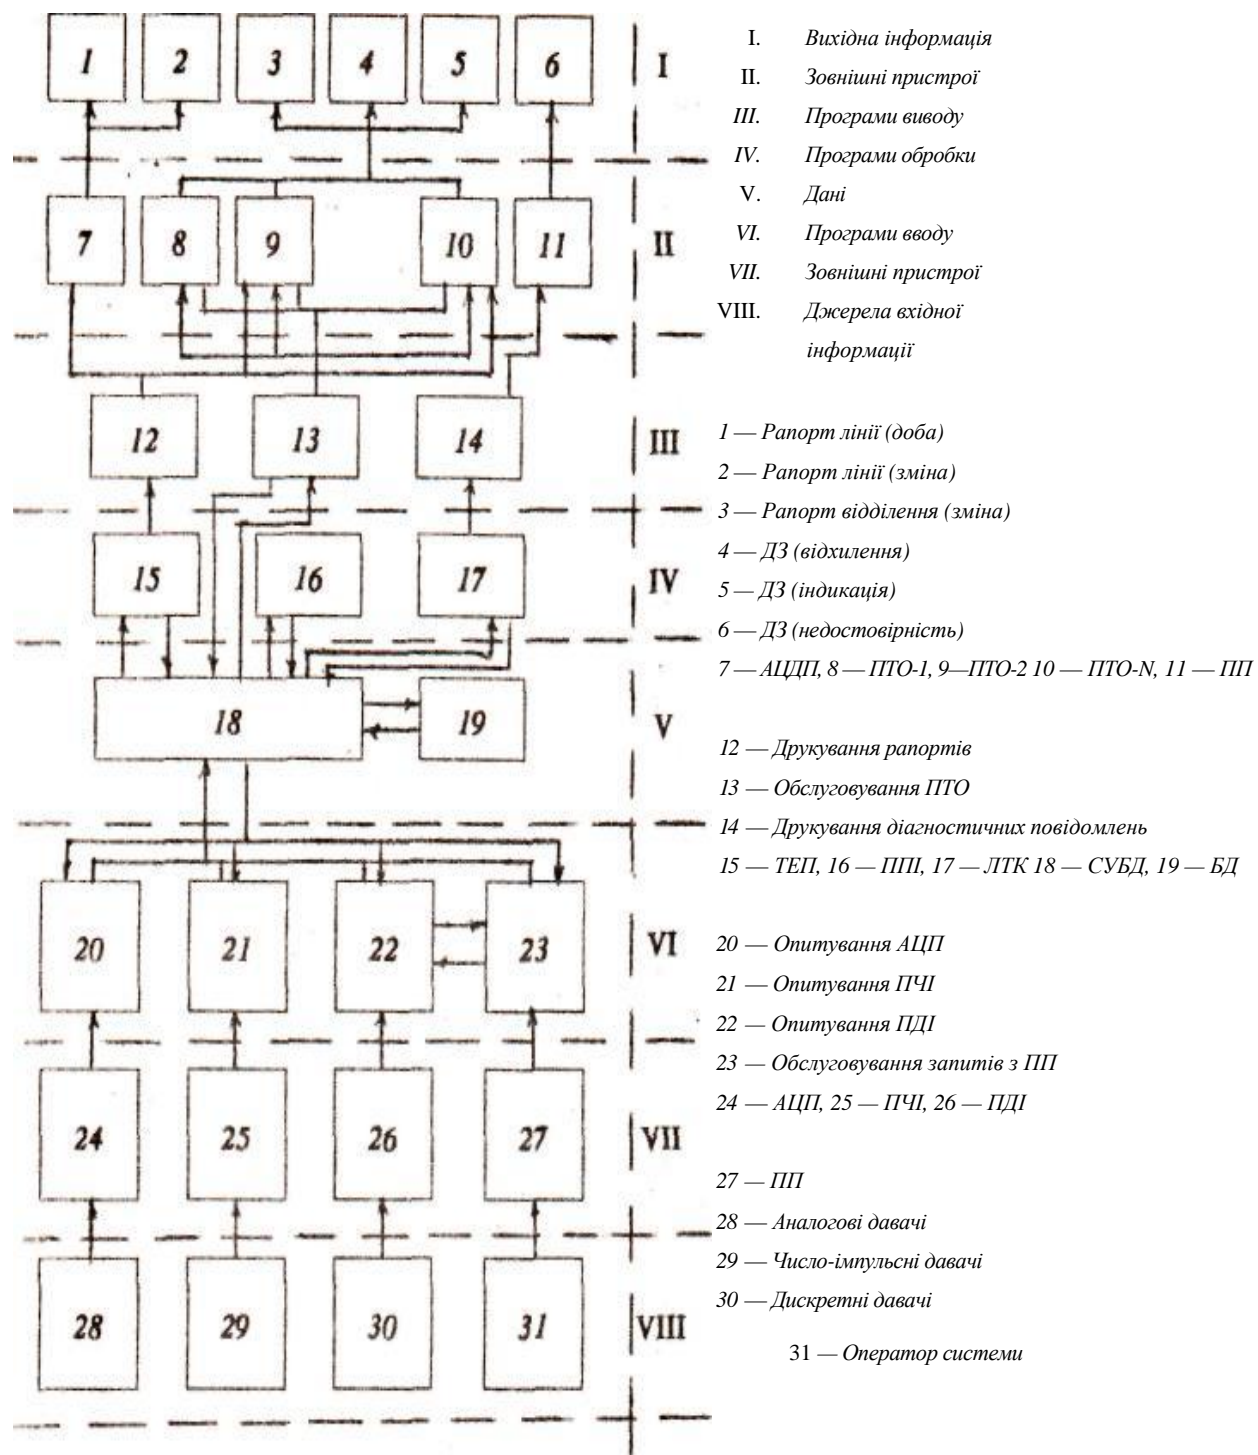 1 2 3 4 5 6 I
7 8 9 10 11 II
12 13 14 III
15 16 17 IV
18 19 V
20 21 22 23 VI
24 25 26 27 VII
28 29 30 31 VIII
I. Вихідна інформація
II. Зовнішні пристрої
III. Програми виводу
IV. Програми обробки
V. Дані
VI. Програми вводу
VII. Зовнішні пристрої
VIII. Джерела вхідної
інформації
1 — Рапорт лінії (доба)
2 — Рапорт лінії (зміна)
3 — Рапорт відділення (зміна)
4 — ДЗ (відхилення)
5 — ДЗ (індикація)
6 — ДЗ (недостовірність)
7 — АЦДП, 8 — ПТО-1, 9—ПТО-2 10 — ПТО-N, 11 — ПП
12 — Друкування рапортів
13 — Обслуговування ПТО
14 — Друкування діагностичних повідомлень
15 — ТЕП, 16 — ППІ, 17 — ЛТК 18 — СУБД, 19 — БД
20 — Опитування АЦП
21 — Опитування ПЧІ
22 — Опитування ПДІ
23 — Обслуговування запитів з ПП
24 — АЦП, 25 — ПЧІ, 26 — ПДІ
27 — ПП
28 — Аналогові давачі
29 — Число-імпульсні давачі
30 — Дискретні давачі
31 — Оператор системи